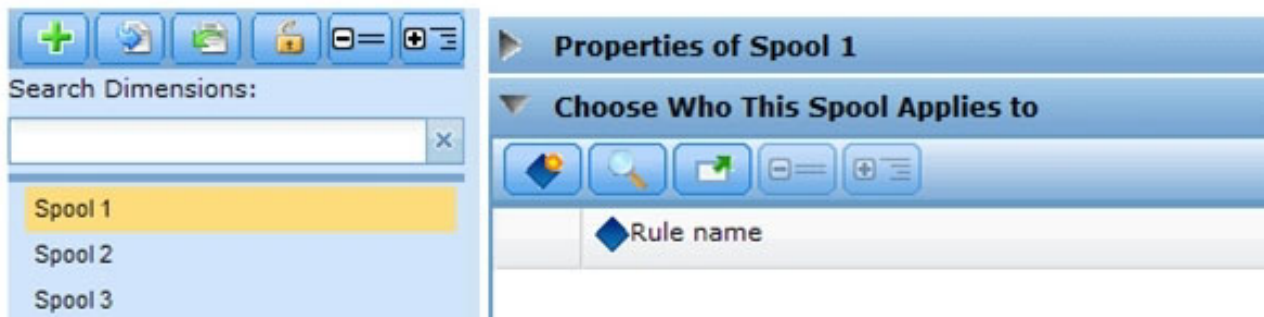 Search Dimensions:
Spool 1
Spool 2
Spool 3
Properties of Spool 1
Choose Who This Spool Applies to
Rule name